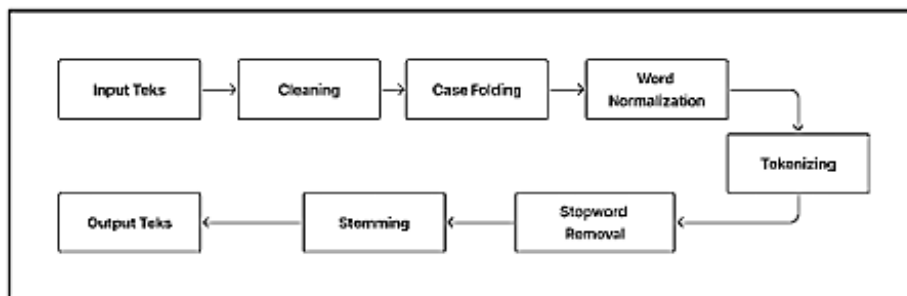 Input Teks
Cleaning
Case Folding
Word
Normalization
Tokenizing
Stopword
Removal
Stemming
Output Teks